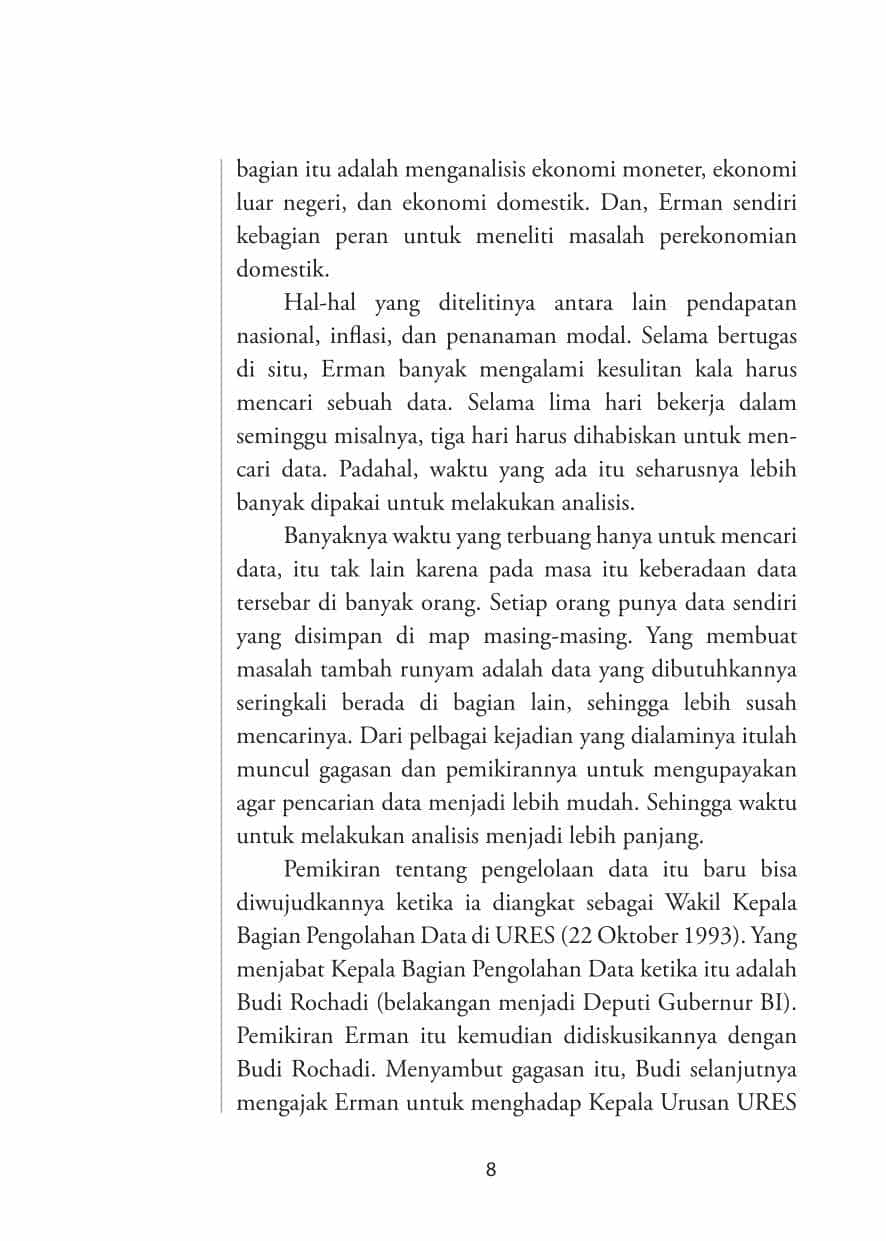 bagian itu adalah menganalisis ekonomi moneter, ekonomi
luar negeri, dan ekonomi domestik. Dan, Erman sendiri
kebagian peran untuk meneliti masalah perekonomian
domestik.
Hal-hal yang ditelitinya antara lain pendapatan
nasional, inflasi, dan penanaman modal. Selama bertugas
di situ, Erman banyak mengalami kesulitan kala harus
mencari sebuah data. Selama lima hari bekerja dalam
seminggu misalnya, tiga hari harus dihabiskan untuk men-
cari data. Padahal, waktu yang ada itu seharusnya lebih
banyak dipakai untuk melakukan analisis.
Banyaknya waktu yang terbuang hanya untuk mencari
data, itu tak lain karena pada masa itu keberadaan data
tersebar di banyak orang. Setiap orang punya data sendiri
yang disimpan di map masing-masing. Yang membuat
masalah tambah runyam adalah data yang dibutuhkannya
seringkali berada di bagian lain, sehingga lebih susah
mencarinya. Dari pelbagai kejadian yang dialaminya itulah
muncul gagasan dan pemikirannya untuk mengupayakan
agar pencarian data menjadi lebih mudah. Sehingga waktu
untuk melakukan analisis menjadi lebih panjang.
Pemikiran tentang pengelolaan data itu baru bisa
diwujudkannya ketika ia diangkat sebagai Wakil Kepala
Bagian Pengolahan Data di URES (22 Oktober 1993). Yang
menjabat Kepala Bagian Pengolahan Data ketika itu adalah
Budi Rochadi (belakangan menjadi Deputi Gubernur BI).
Pemikiran Erman itu kemudian didiskusikannya dengan
Budi Rochadi. Menyambut gagasan itu, Budi selanjutnya
mengajak Erman untuk menghadap Kepala Urusan URES
8